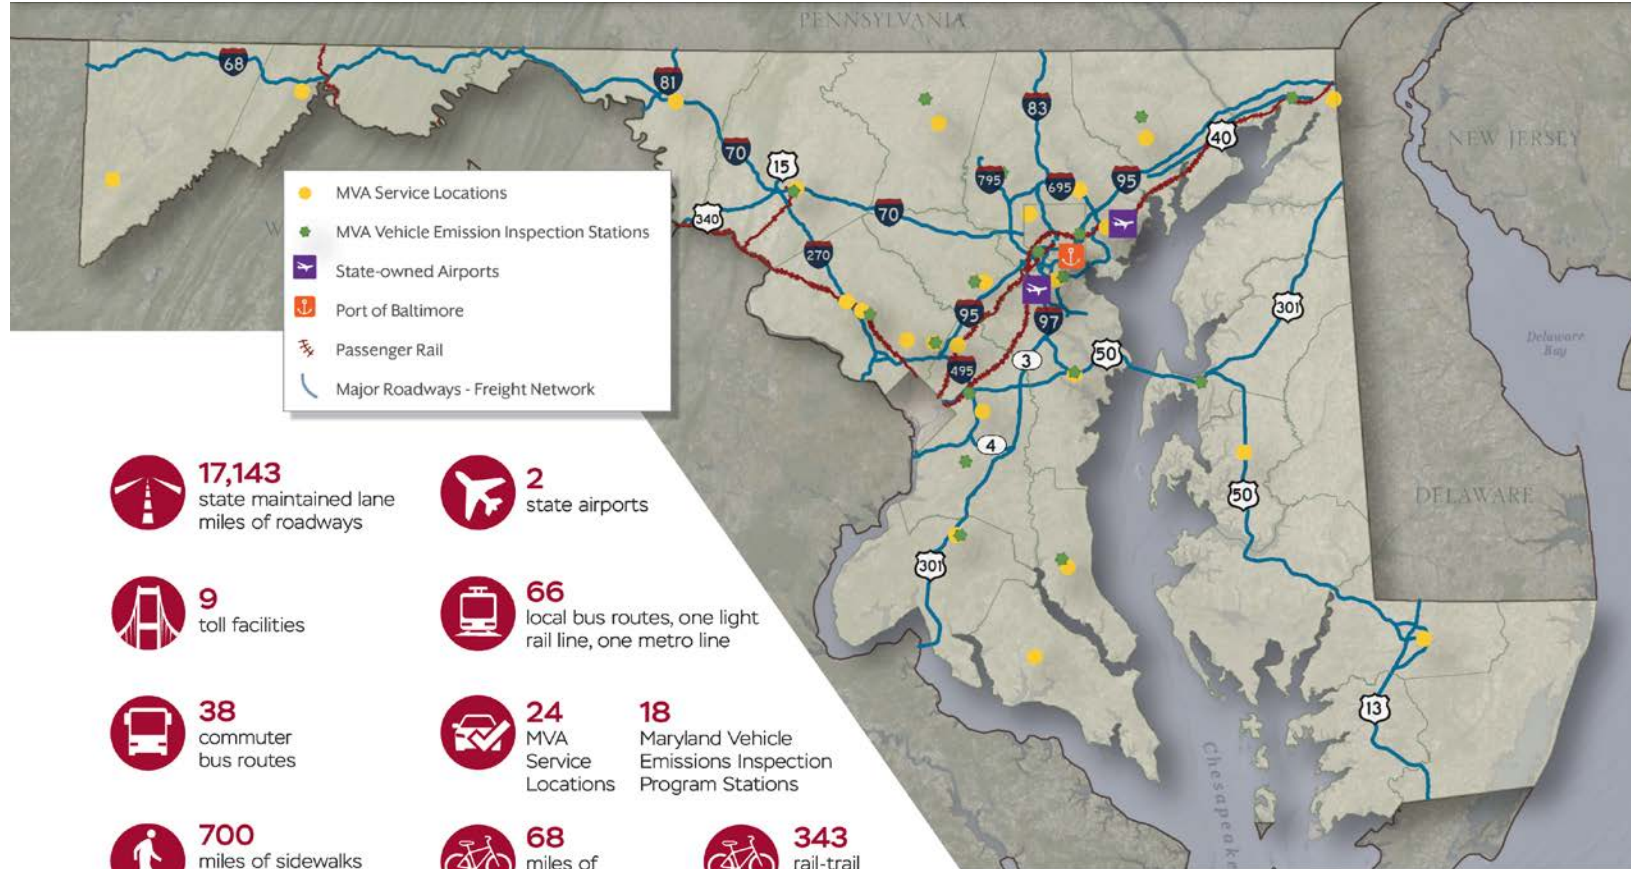 PENNSYLVANIA
68
81
83
40
NEW JERSEY
70
15
795
695
95
MVA Service Locations
340
70
W
MVA Vehicle Emission Inspection Stations
270
State-owned Airports
301
Port of Baltimore
95
97
Delaware
Bay
Passenger Rail
3
50
495
Major Roadways - Freight Network
4
17,143
state maintained lane
miles of roadways
2
state airports
50
DELAWARE
301
9
toll facilities
66
local bus routes, one light
rail line, one metro line
38
commuter
bus routes
24
MVA
Service
Locations
18
Maryland Vehicle
Emissions Inspection
Program Stations
13
Chesapeake
700
miles of sidewalks
68
miles of
343
rail-trail